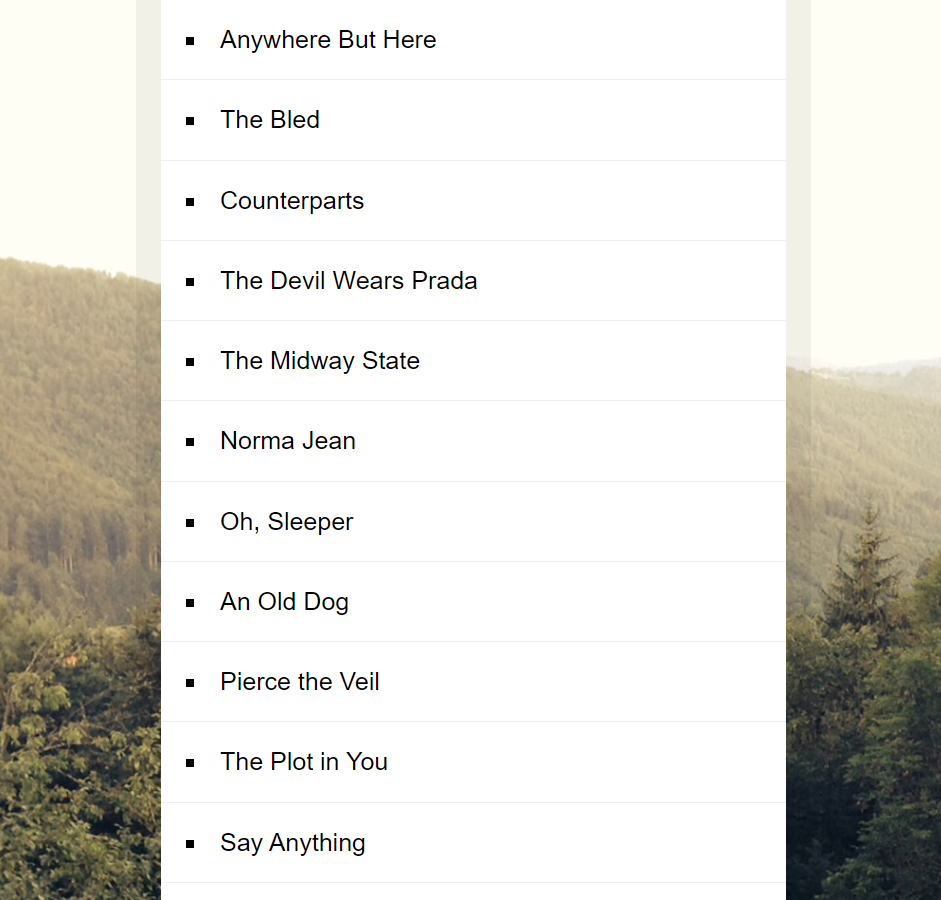 Anywhere But Here
The Bled
Counterparts
The Devil Wears Prada
The Midway State
Norma Jean
Oh, Sleeper
An Old Dog
Pierce the Veil
The Plot in You
Say Anything